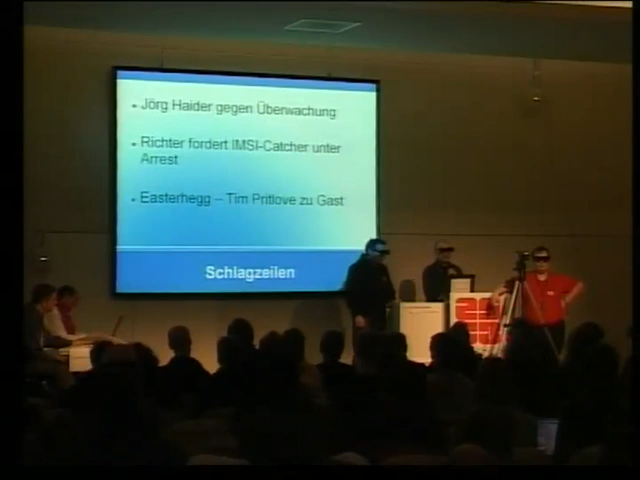 Jörg Haider gegen Überwachung
Richter fordert IMSI-Catcher unter
Arrest
Easterhegg – Tim Pritlove zu Gast
Schlagzeilen